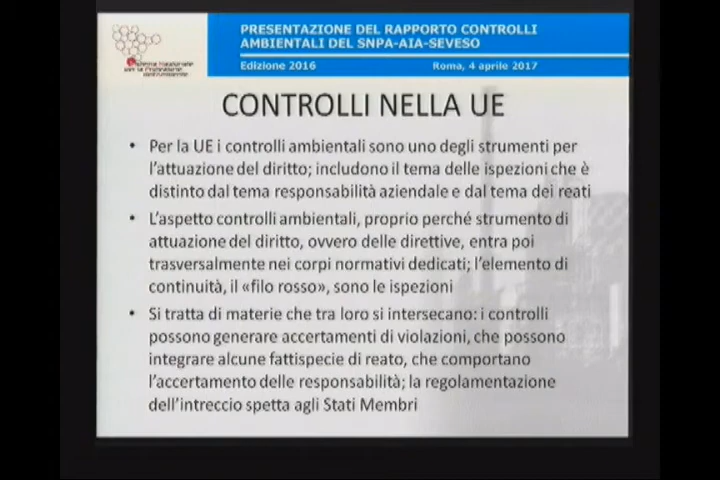 PRESENTAZIONE DEL RAPPORTO CONTROLLI
AMBIENTALI DEL SNPA-AIA-SEVESO
Edizione 2016 Roma, 4 aprile 2017
CONTROLLI NELLA UE
• Per la UE i controlli ambientali sono uno degli strumenti per
l'attuazione del diritto; includono il tema delle ispezioni che è
distinto dal tema responsabilità aziendale e dal tema dei reati
• L'aspetto controlli ambientali, proprio perché strumento di
attuazione del diritto, ovvero delle direttive, entra poi
trasversalmente nei corpi normativi dedicati; l'elemento di
continuità, il «filo rosso», sono le ispezioni
• Si tratta di materie che tra loro si intersecano: i controlli
possono generare accertamenti di violazioni, che possono
integrare alcune fattispecie di reato, che comportano
l'accertamento delle responsabilità; la regolamentazione
dell'intreccio spetta agli Stati Membri